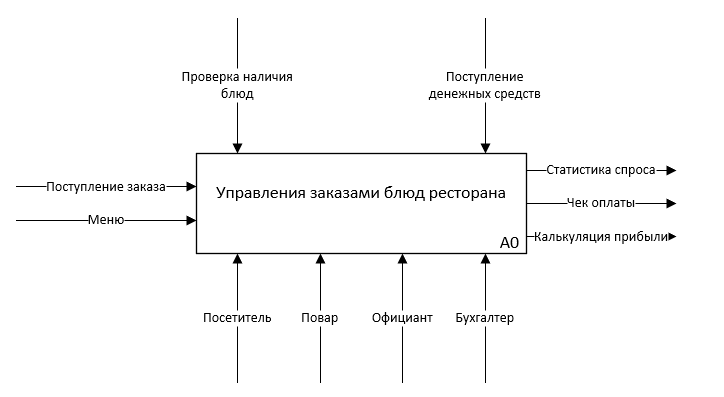 Проверка наличия
блюд
Поступление
денежных средств
Поступление заказа
Меню
Управления заказами блюд ресторана
A0
Статистика спроса
Чек оплаты
Калькуляция прибыли
Посетитель
Повар
Официант
Бухгалтер